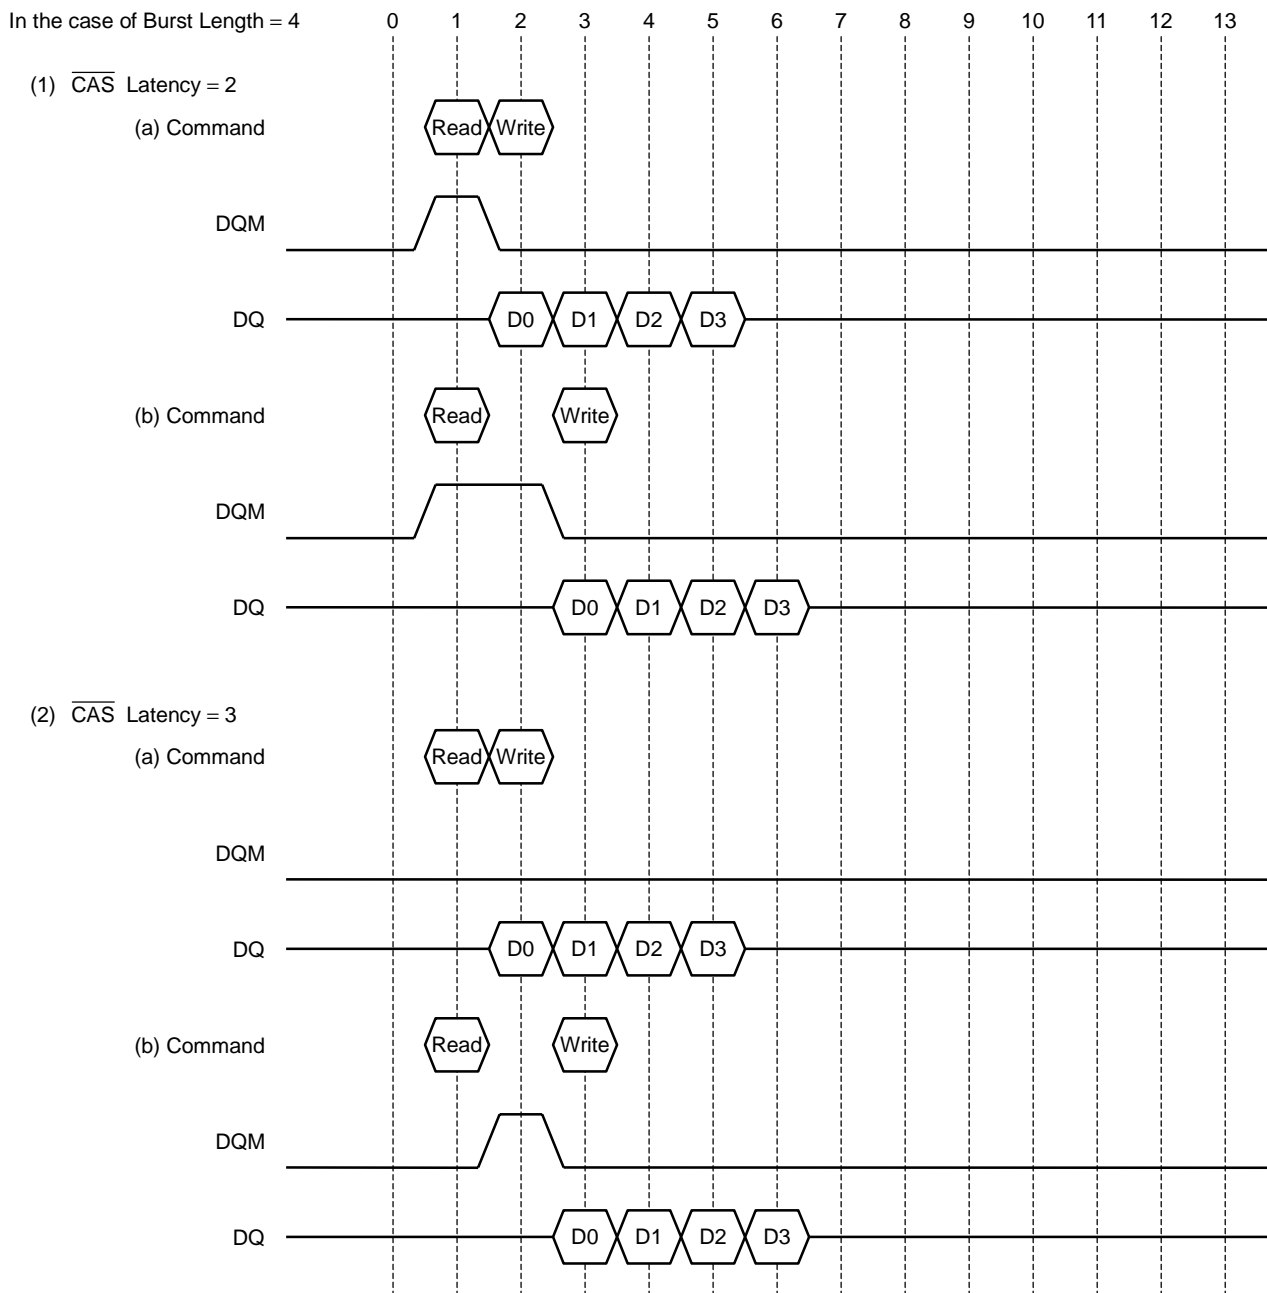 In the case of Burst Length = 4 0 1 2 3 4 5 6 7 8 9 10 11 12 13
(1) CAS Latency = 2
(a) Command Read Write
DQM
DQ D0 D1 D2 D3
(b) Command Read Write
DQM
DQ D0 D1 D2 D3
(2) CAS Latency = 3
(a) Command Read Write
DQM
DQ D0 D1 D2 D3
(b) Command Read Write
DQM
DQ D0 D1 D2 D3